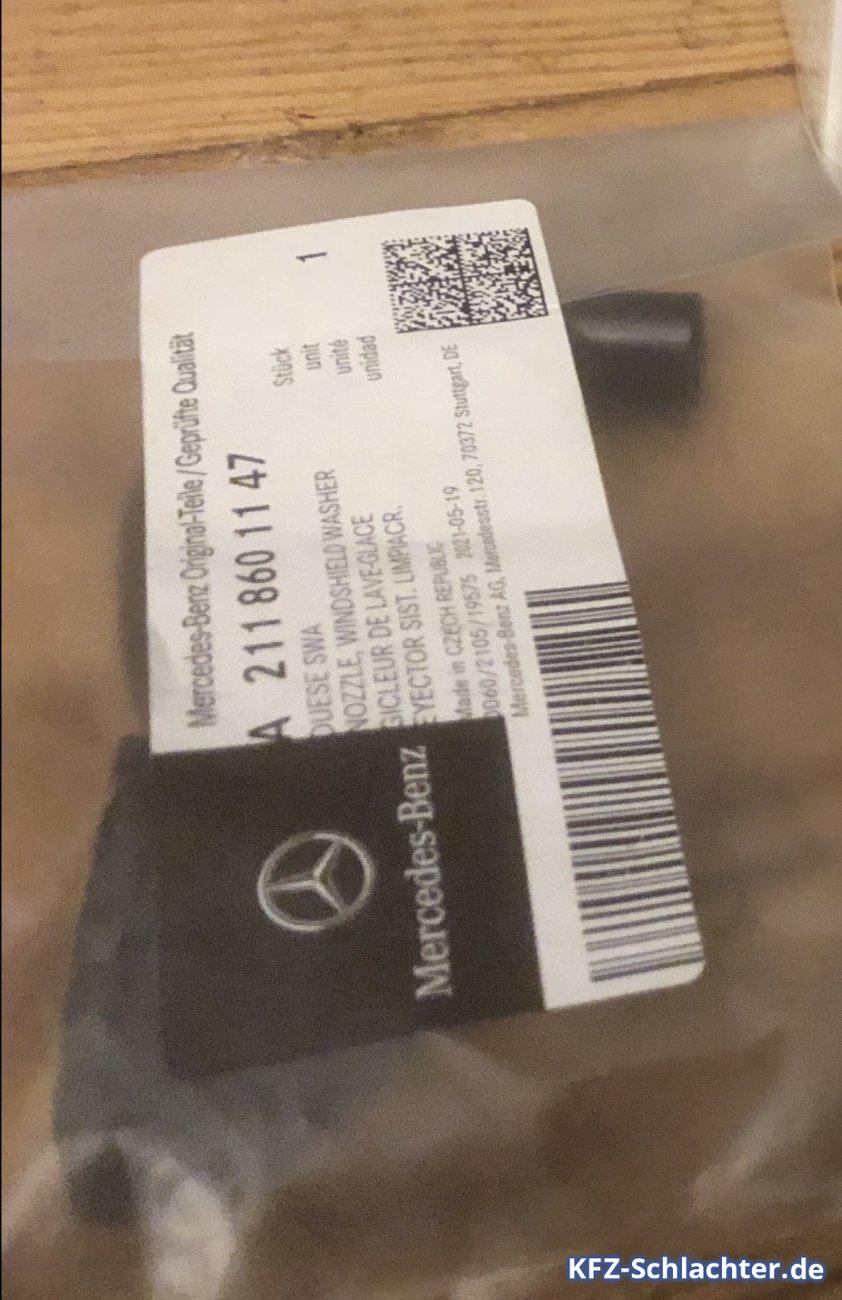 Mercedes-Benz Original-Teile / Geprüfte Qualität
A 211 860 11 47
Stück
unit
unité
unidad
1
DUESE SWA
NOZZLE, WINDSHIELD WASHER
GICLEUR DE LAVE-GLACE
EYECTOR SIST. LIMPIACR.
Made in CZECH REPUBLIC 2021-05-19
0060/2105/19575
Mercedes-Benz AG, Mercedesstr. 120, 70372 Stuttgart, DE
Mercedes-Benz
KFZ-Schlachter.de